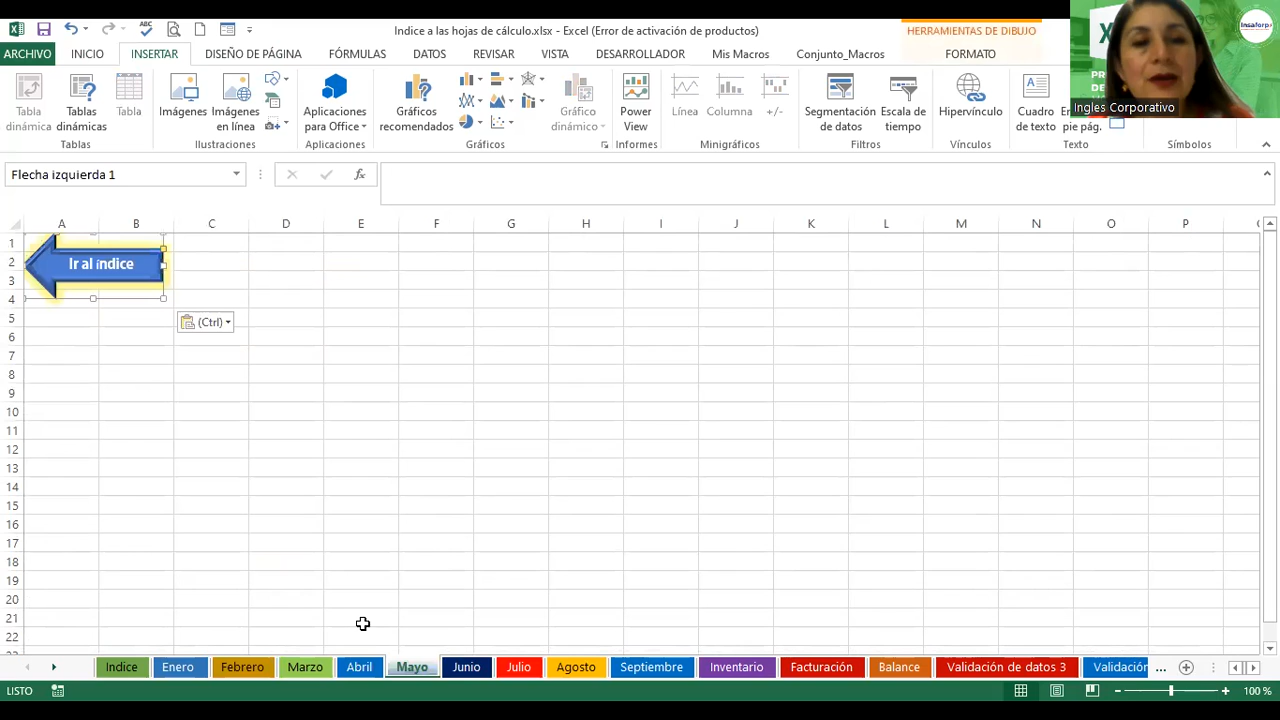 Indice a las hojas de cálculo.xlsx - Excel (Error de activación de productos)
HERRAMIENTAS DE DIBUJO
ARCHIVO INICIO INSERTAR DISEÑO DE PÁGINA FÓRMULAS DATOS REVISAR VISTA DESARROLLADOR Mis Macros Conjunto_Macros FORMATO
Tabla dinámica
Tablas dinámicas
Tabla
Imágenes
Imágenes en línea
Aplicaciones para Office
Gráficos recomendados
Gráfico dinámico
Power View
Línea
Columna
+/-
Segmentación de datos
Escala de tiempo
Hipervínculo
Cuadro de texto
pie pág.
Tablas Ilustraciones Aplicaciones Gráficos Informes Minigráficos Filtros Vínculos Texto Símbolos
Insaforp
Ingles Corporativo
Flecha izquierda 1
fx
A B C D E F G H I J K L M N O P
1
2
3
4
5
6
7
8
9
10
11
12
13
14
15
16
17
18
19
20
21
22
Ir al índice
(Ctrl)
Indice Enero Febrero Marzo Abril Mayo Junio Julio Agosto Septiembre Inventario Facturación Balance Validación de datos 3 Validación ...
LISTO
100 %